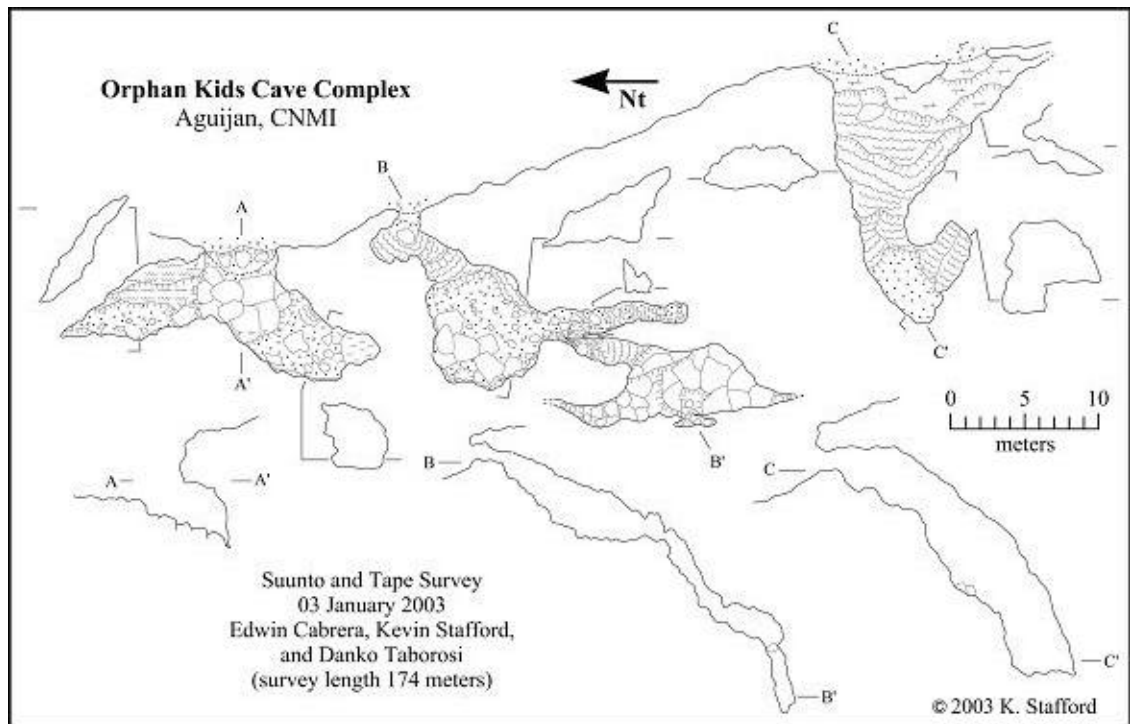 Orphan Kids Cave Complex
Aguijan, CNMI
Nt
C
B
A
A'
C'
0 5 10
meters
B'
B
C
A
A'
Suunto and Tape Survey
03 January 2003
Edwin Cabrera, Kevin Stafford,
and Danko Taborosi
(survey length 174 meters)
C'
B'
© 2003 K. Stafford